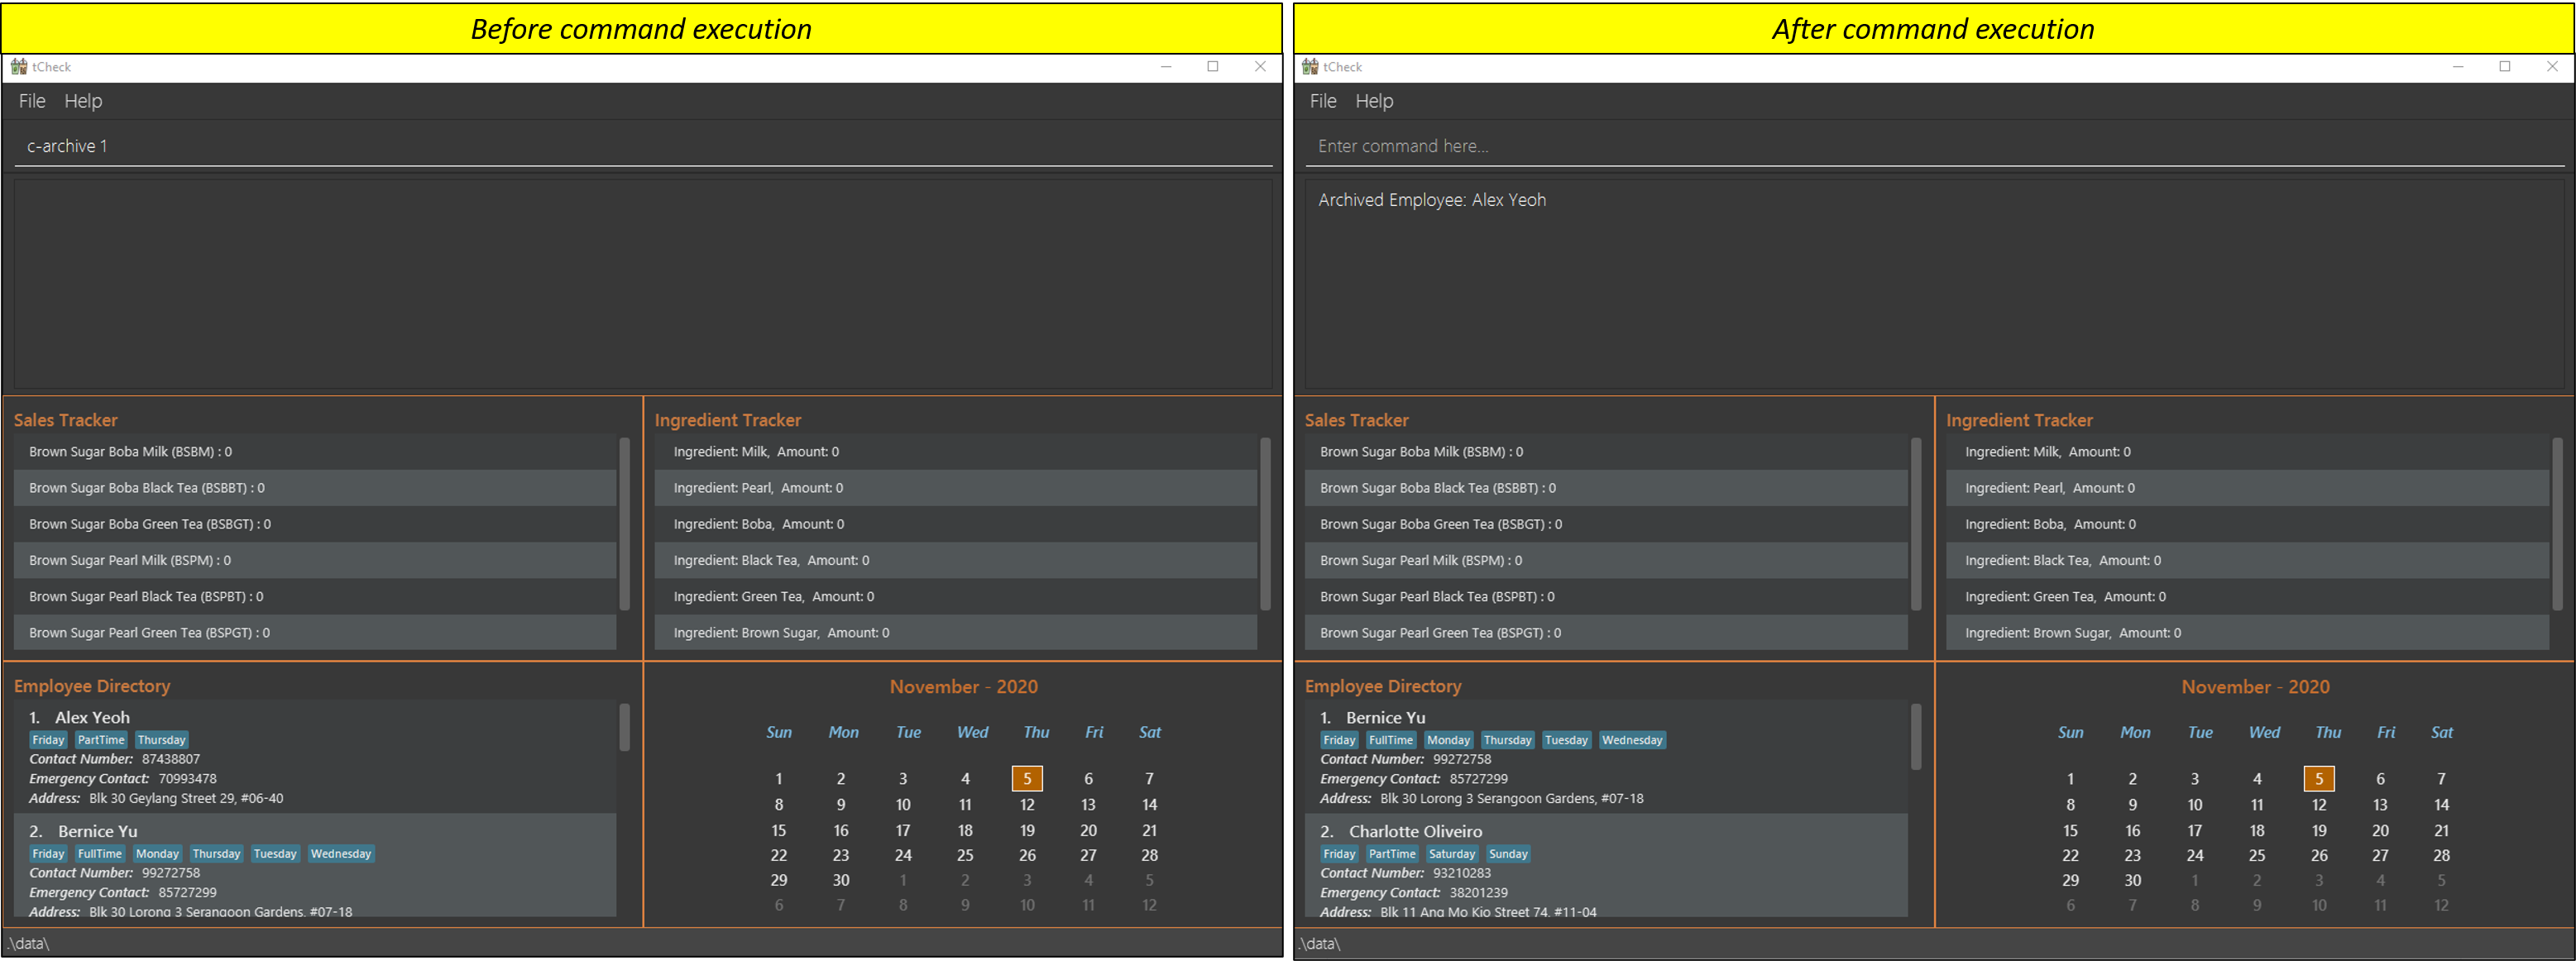 Before command execution
tCheck
File Help
c-archive 1
Sales Tracker
Brown Sugar Boba Milk (BSBM) : 0
Brown Sugar Boba Black Tea (BSBBT) : 0
Brown Sugar Boba Green Tea (BSBGT) : 0
Brown Sugar Pearl Milk (BSPM) : 0
Brown Sugar Pearl Black Tea (BSPBT) : 0
Brown Sugar Pearl Green Tea (BSPGT) : 0
Ingredient Tracker
Ingredient: Milk, Amount: 0
Ingredient: Pearl, Amount: 0
Ingredient: Boba, Amount: 0
Ingredient: Black Tea, Amount: 0
Ingredient: Green Tea, Amount: 0
Ingredient: Brown Sugar, Amount: 0
Employee Directory
1. Alex Yeoh
Friday PartTime Thursday
Contact Number: 87438807
Emergency Contact: 70993478
Address: Blk 30 Geylang Street 29, #06-40
2. Bernice Yu
Friday FullTime Monday Thursday Tuesday Wednesday
Contact Number: 99272758
Emergency Contact: 85727299
Address: Blk 30 Lorong 3 Serangoon Gardens, #07-18
November - 2020
Sun Mon Tue Wed Thu Fri Sat
1 2 3 4 5 6 7
8 9 10 11 12 13 14
15 16 17 18 19 20 21
22 23 24 25 26 27 28
29 30 1 2 3 4 5
6 7 8 9 10 11 12
.\data\
After command execution
tCheck
File Help
Enter command here...
Archived Employee: Alex Yeoh
Sales Tracker
Brown Sugar Boba Milk (BSBM) : 0
Brown Sugar Boba Black Tea (BSBBT) : 0
Brown Sugar Boba Green Tea (BSBGT) : 0
Brown Sugar Pearl Milk (BSPM) : 0
Brown Sugar Pearl Black Tea (BSPBT) : 0
Brown Sugar Pearl Green Tea (BSPGT) : 0
Ingredient Tracker
Ingredient: Milk, Amount: 0
Ingredient: Pearl, Amount: 0
Ingredient: Boba, Amount: 0
Ingredient: Black Tea, Amount: 0
Ingredient: Green Tea, Amount: 0
Ingredient: Brown Sugar, Amount: 0
Employee Directory
1. Bernice Yu
Friday FullTime Monday Thursday Tuesday Wednesday
Contact Number: 99272758
Emergency Contact: 85727299
Address: Blk 30 Lorong 3 Serangoon Gardens, #07-18
2. Charlotte Oliveiro
Friday PartTime Saturday Sunday
Contact Number: 93210283
Emergency Contact: 38201239
Address: Blk 11 Ang Mo Kio Street 74, #11-04
November - 2020
Sun Mon Tue Wed Thu Fri Sat
1 2 3 4 5 6 7
8 9 10 11 12 13 14
15 16 17 18 19 20 21
22 23 24 25 26 27 28
29 30 1 2 3 4 5
6 7 8 9 10 11 12
.\data\